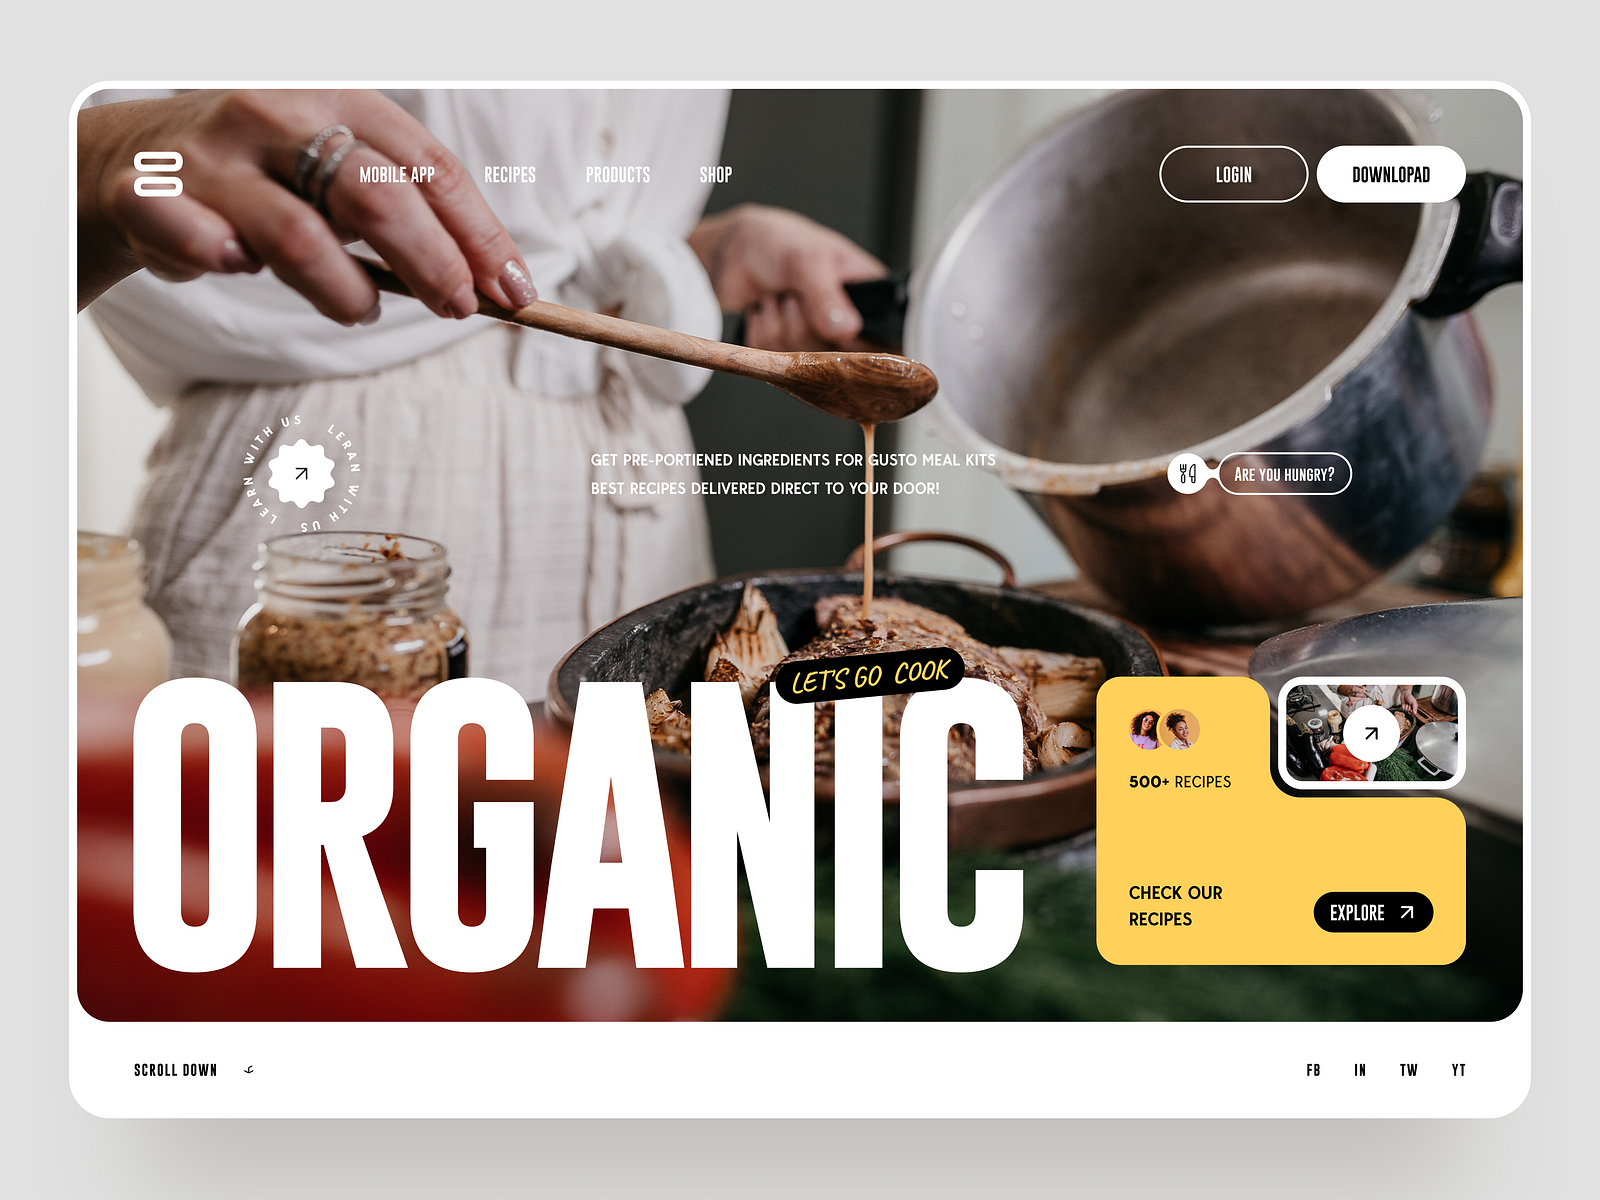 MOBILE APP
RECIPES
PRODUCTS
SHOP
LOGIN
DOWNLOPAD
LEARN WITH US LERAN WITH US
GET PRE-PORTIENED INGREDIENTS FOR GUSTO MEAL KITS
BEST RECIPES DELIVERED DIRECT TO YOUR DOOR!
ARE YOU HUNGRY?
LET'S GO COOK
ORGANIC
500+ RECIPES
CHECK OUR
RECIPES
EXPLORE
SCROLL DOWN
FB
IN
TW
YT